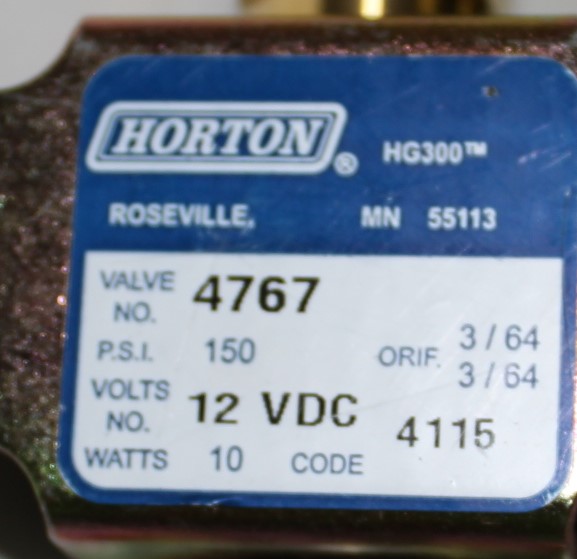 HORTON® HG300™
ROSEVILLE. MN 55113
VALVE NO. 4767
P.S.I. 150 ORIF. 3 / 64
3 / 64
VOLTS NO. 12 VDC 4115
WATTS 10 CODE